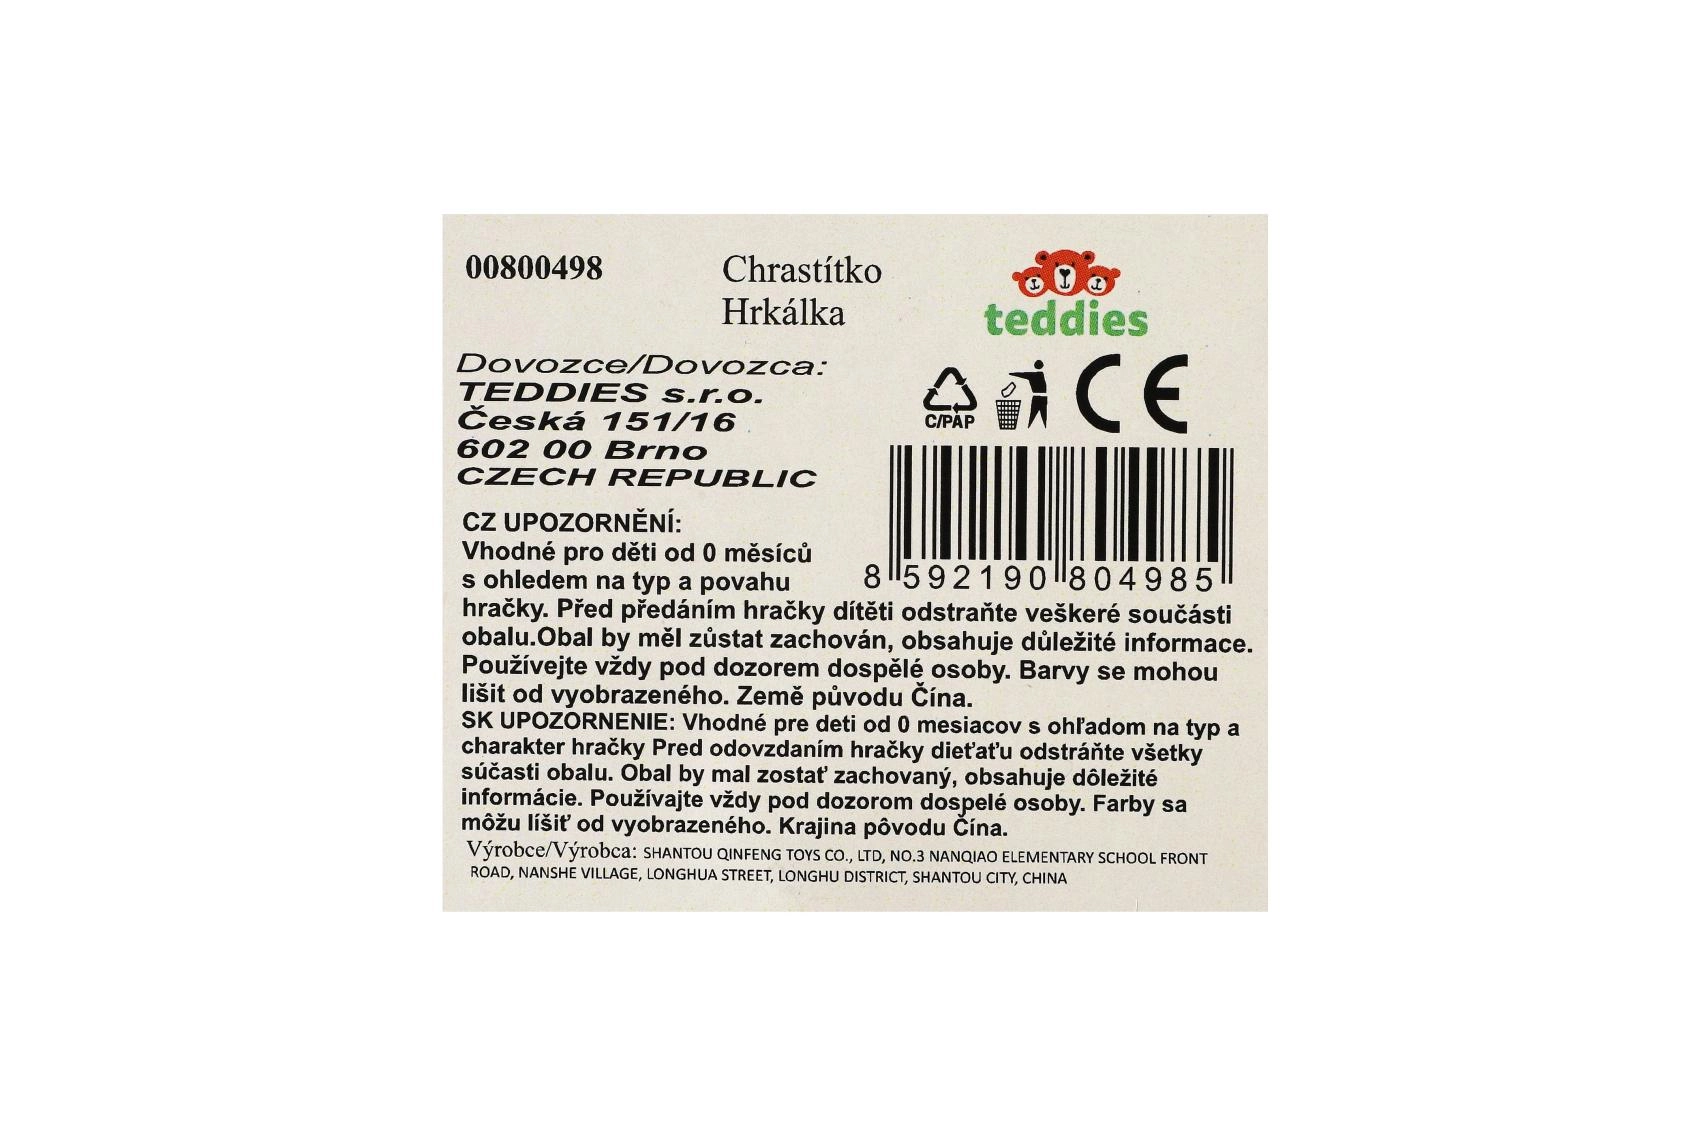 00800498
Chrastítko
Hrkálka
teddies
Dovozce/Dovozca:
TEDDIES s.r.o.
Česká 151/16
602 00 Brno
CZECH REPUBLIC
C/PAP
CE
8 592190 804985
CZ UPOZORNĚNÍ:
Vhodné pro děti od 0 měsíců
s ohledem na typ a povahu
hračky. Před předáním hračky dítěti odstraňte veškeré součásti
obalu.Obal by měl zůstat zachován, obsahuje důležité informace.
Používejte vždy pod dozorem dospělé osoby. Barvy se mohou
lišit od vyobrazeného. Země původu Čína.
SK UPOZORNENIE: Vhodné pre deti od 0 mesiacov s ohľadom na typ a
charakter hračky Pred odovzdaním hračky dieťaťu odstráňte všetky
súčasti obalu. Obal by mal zostať zachovaný, obsahuje dôležité
informácie. Používajte vždy pod dozorom dospelé osoby. Farby sa
môžu líšiť od vyobrazeného. Krajina pôvodu Čína.
Výrobce/Výrobca: SHANTOU QINFENG TOYS CO., LTD, NO.3 NANQIAO ELEMENTARY SCHOOL FRONT
ROAD, NANSHE VILLAGE, LONGHUA STREET, LONGHU DISTRICT, SHANTOU CITY, CHINA